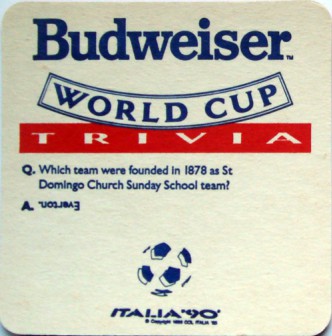 Budweiser™
WORLD CUP
TRIVIA
Q. Which team were founded in 1878 as St
Domingo Church Sunday School team?
A. Everton.
ITALIA '90